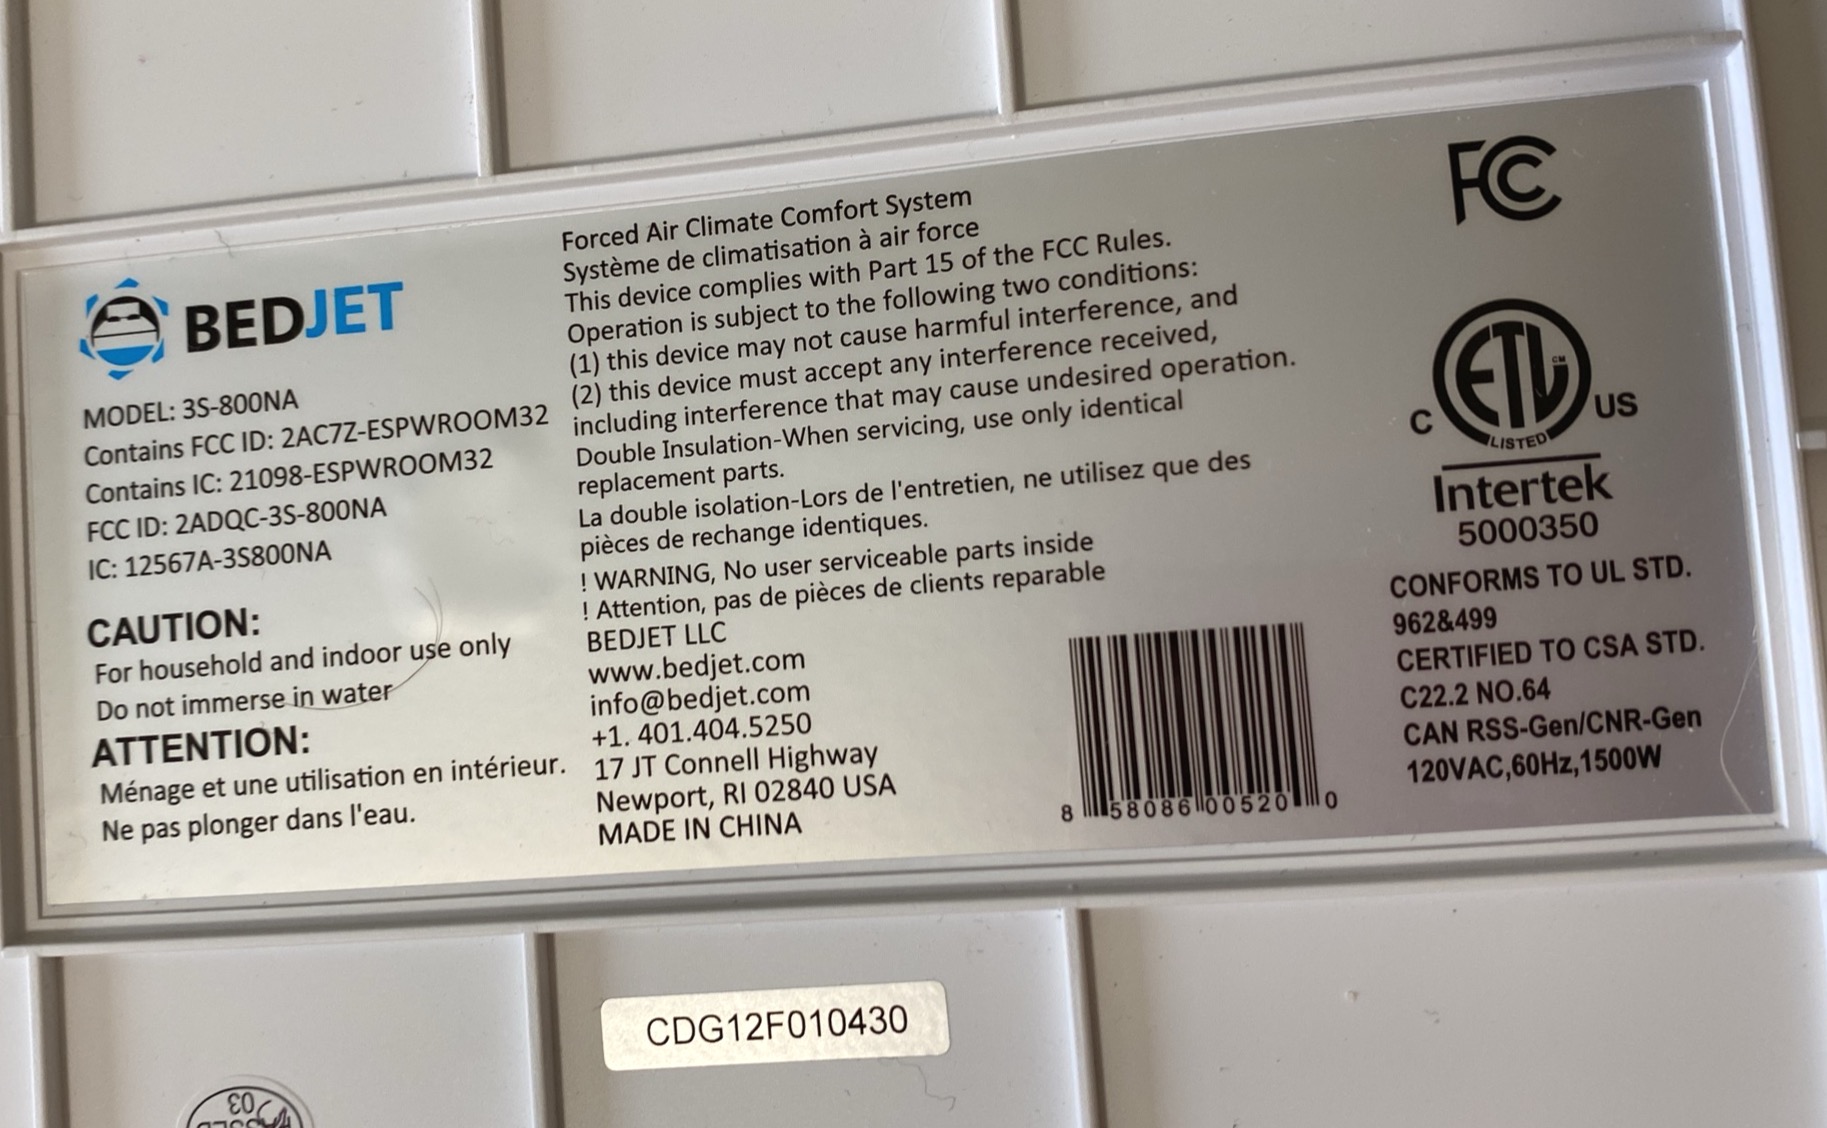 BEDJET
MODEL: 3S-800NA
Contains FCC ID: 2AC7Z-ESPWROOM32
Contains IC: 21098-ESPWROOM32
FCC ID: 2ADQC-3S-800NA
IC: 12567A-3S800NA
CAUTION:
For household and indoor use only
Do not immerse in water
ATTENTION:
Ménage et une utilisation en intérieur.
Ne pas plonger dans l'eau.
Forced Air Climate Comfort System
Système de climatisation à air force
This device complies with Part 15 of the FCC Rules.
Operation is subject to the following two conditions:
(1) this device may not cause harmful interference, and
(2) this device must accept any interference received,
including interference that may cause undesired operation.
Double Insulation-When servicing, use only identical
replacement parts.
La double isolation-Lors de l'entretien, ne utilisez que des
pièces de rechange identiques.
! WARNING, No user serviceable parts inside
! Attention, pas de pièces de clients reparable
BEDJET LLC
www.bedjet.com
info@bedjet.com
+1. 401.404.5250
17 JT Connell Highway
Newport, RI 02840 USA
MADE IN CHINA
8 58086 00520 0
FCC
ETL CM
C US
LISTED
Intertek
5000350
CONFORMS TO UL STD.
962&499
CERTIFIED TO CSA STD.
C22.2 NO.64
CAN RSS-Gen/CNR-Gen
120VAC,60Hz,1500W
CDG12F010430
03